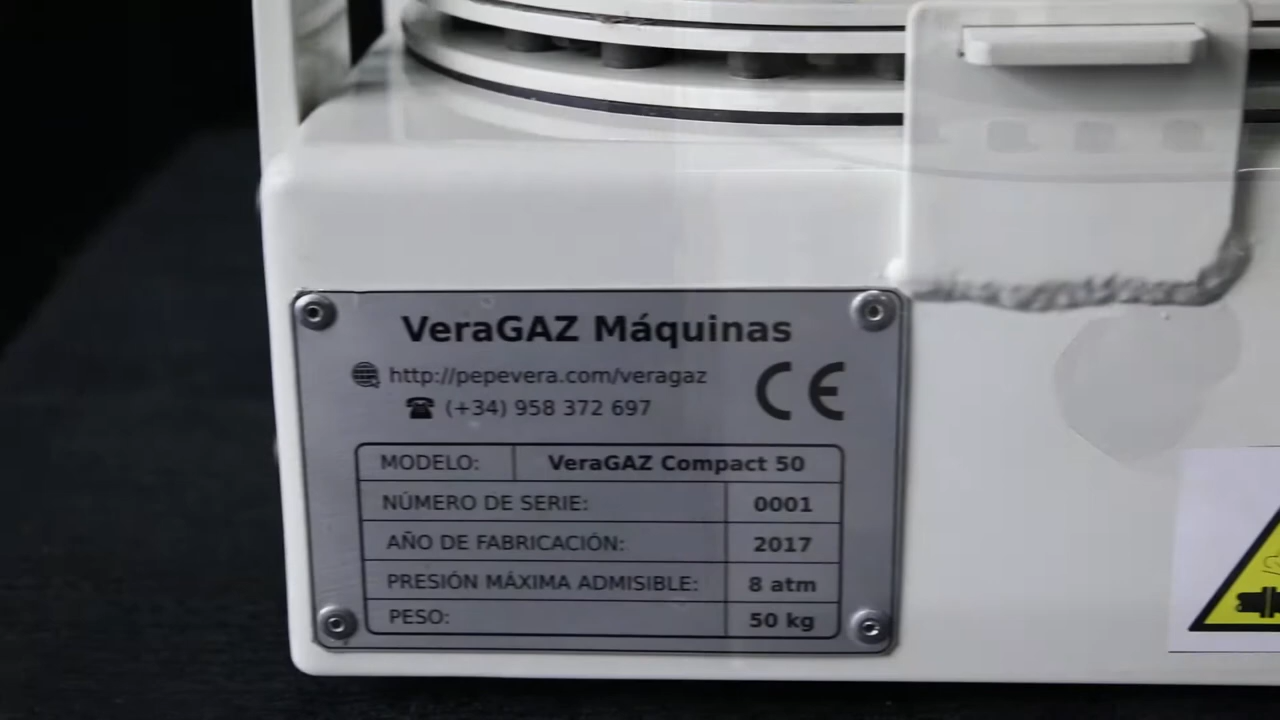 VeraGAZ Máquinas
http://pepevera.com/veragaz
(+34) 958 372 697
CE
MODELO: VeraGAZ Compact 50
NÚMERO DE SERIE: 0001
AÑO DE FABRICACIÓN: 2017
PRESIÓN MÁXIMA ADMISIBLE: 8 atm
PESO: 50 kg